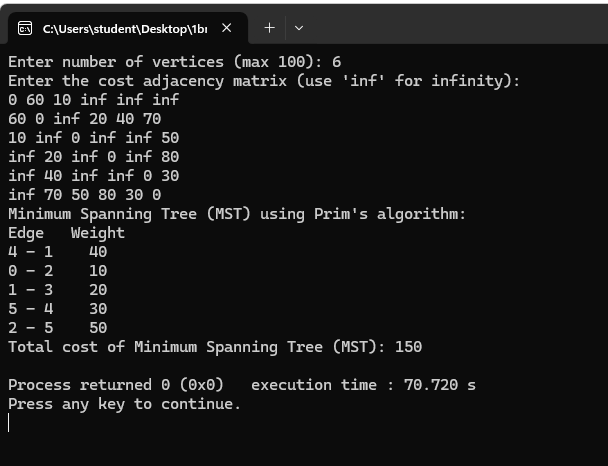 C:\Users\student\Desktop\1bı
Enter number of vertices (max 100): 6
Enter the cost adjacency matrix (use 'inf' for infinity):
0 60 10 inf inf inf
60 0 inf 20 40 70
10 inf 0 inf inf 50
inf 20 inf 0 inf 80
inf 40 inf inf 0 30
inf 70 50 80 30 0
Minimum Spanning Tree (MST) using Prim's algorithm:
Edge   Weight
4 - 1    40
0 - 2    10
1 - 3    20
5 - 4    30
2 - 5    50
Total cost of Minimum Spanning Tree (MST): 150
Process returned 0 (0x0)   execution time : 70.720 s
Press any key to continue.